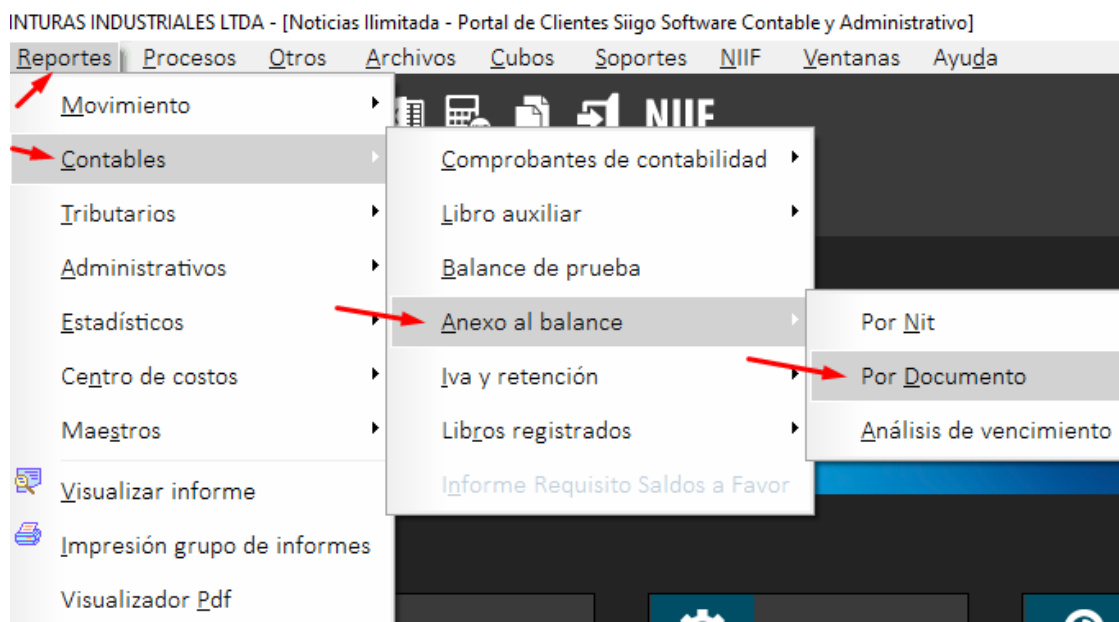 INTURAS INDUSTRIALES LTDA - [Noticias Ilimitada - Portal de Clientes Siigo Software Contable y Administrativo]
Reportes Procesos Otros Archivos Cubos Soportes NIIF Ventanas Ayuda
NIIF
Movimiento
Contables
Tributarios
Administrativos
Estadísticos
Centro de costos
Maestros
Visualizar informe
Impresión grupo de informes
Visualizador Pdf
Comprobantes de contabilidad
Libro auxiliar
Balance de prueba
Anexo al balance
Iva y retención
Libros registrados
Informe Requisito Saldos a Favor
Por Nit
Por Documento
Análisis de vencimiento